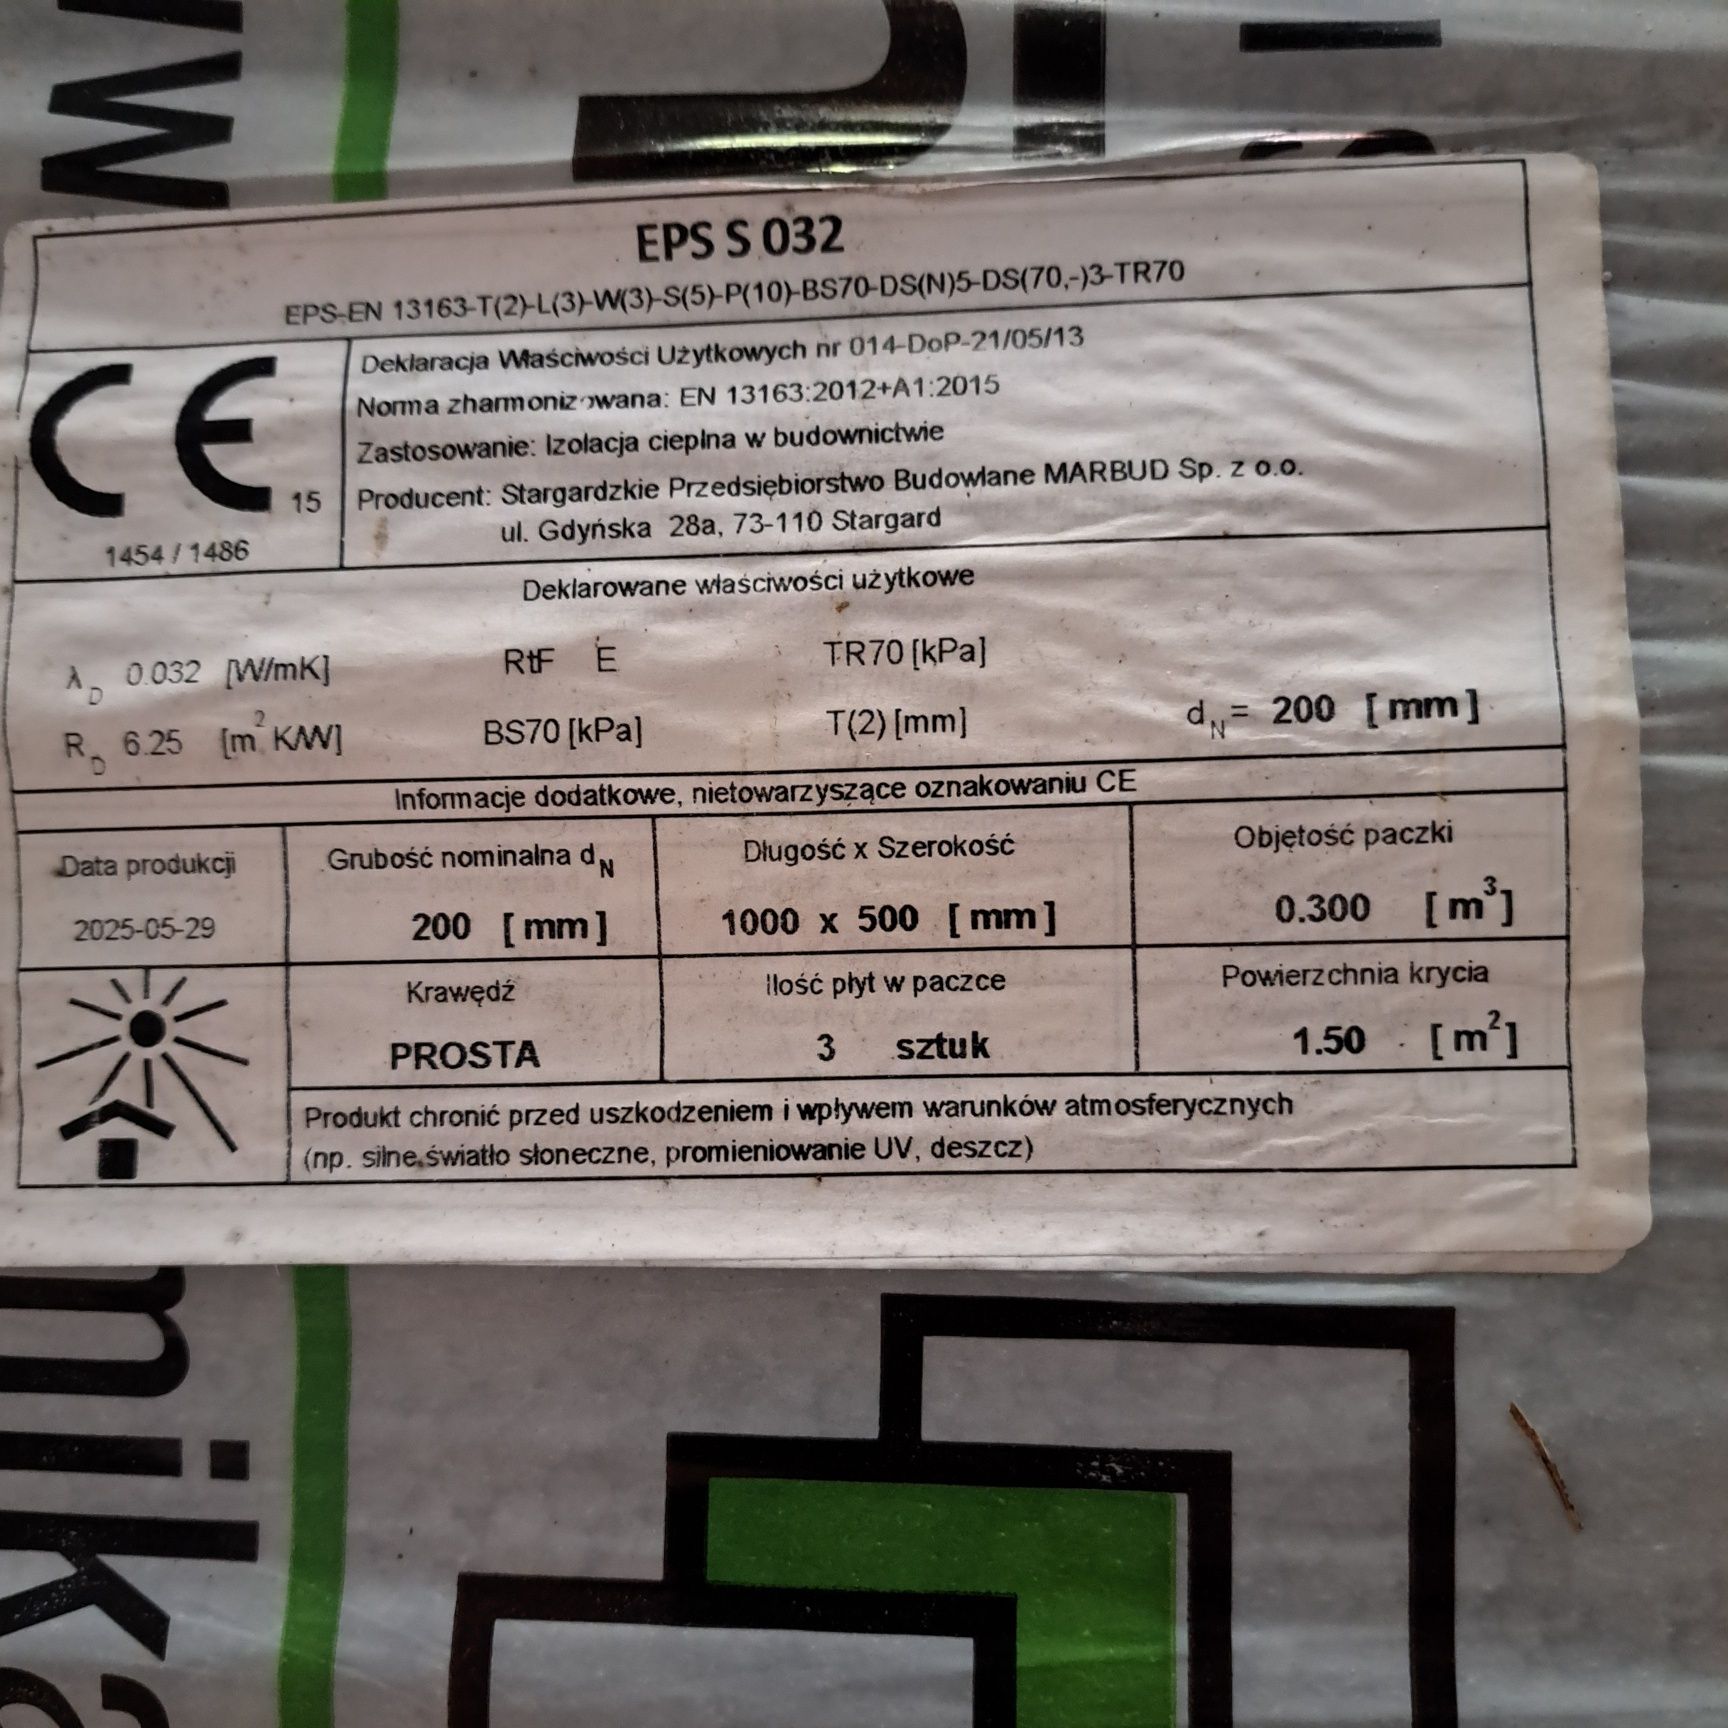 EPS S 032
EPS-EN 13163-T(2)-L(3)-W(3)-S(5)-P(10)-BS70-DS(N)5-DS(70,-)3-TR70
CE 15
1454 / 1486
Deklaracja Właściwości Użytkowych nr 014-DoP-21/05/13
Norma zharmonizowana: EN 13163:2012+A1:2015
Zastosowanie: Izolacja cieplna w budownictwie
Producent: Stargardzkie Przedsiębiorstwo Budowlane MARBUD Sp. z o.o.
ul. Gdyńska 28a, 73-110 Stargard
Deklarowane właściwości użytkowe
λD 0.032 [W/mK] RtF E TR70 [kPa]
RD 6.25 [m² K/W] BS70 [kPa] T(2) [mm] dN= 200 [mm]
Informacje dodatkowe, nietowarzyszące oznakowaniu CE
Data produkcji
2025-05-29
Grubość nominalna dN
200 [mm]
Długość x Szerokość
1000 x 500 [mm]
Objętość paczki
0.300 [m³]
Krawędź
PROSTA
Ilość płyt w paczce
3 sztuk
Powierzchnia krycia
1.50 [m²]
Produkt chronić przed uszkodzeniem i wpływem warunków atmosferycznych
(np. silne światło słoneczne, promieniowanie UV, deszcz)